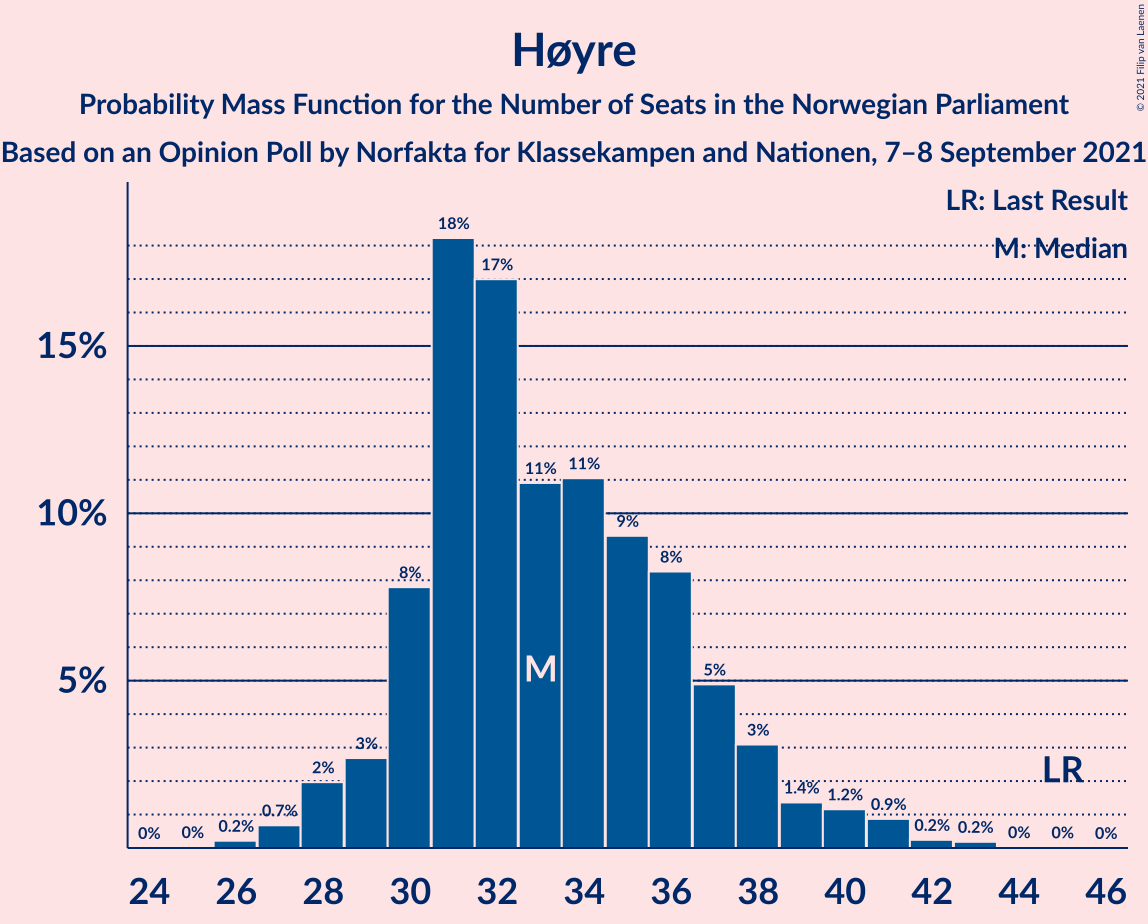 Høyre
Probability Mass Function for the Number of Seats in the Norwegian Parliament
Based on an Opinion Poll by Norfakta for Klassekampen and Nationen, 7–8 September 2021
© 2021 Filip van Laenen
LR: Last Result
M: Median
15%
10%
5%
0% 0% 0.2% 0.7% 2% 3% 8% 18% 17% 11% 11% 9% 8% 5% 3% 1.4% 1.2% 0.9% 0.2% 0.2% 0% 0% 0%
M
LR
24 26 28 30 32 34 36 38 40 42 44 46